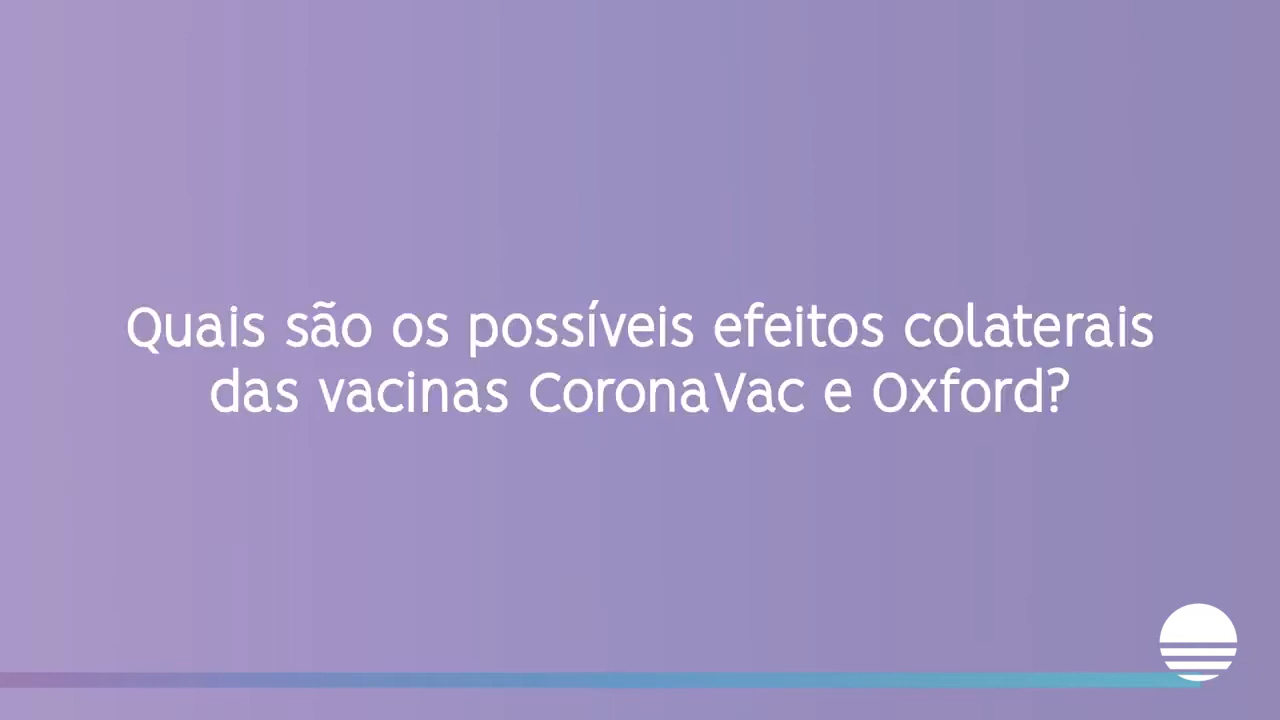 Quais são os possíveis efeitos colaterais
das vacinas CoronaVac e Oxford?